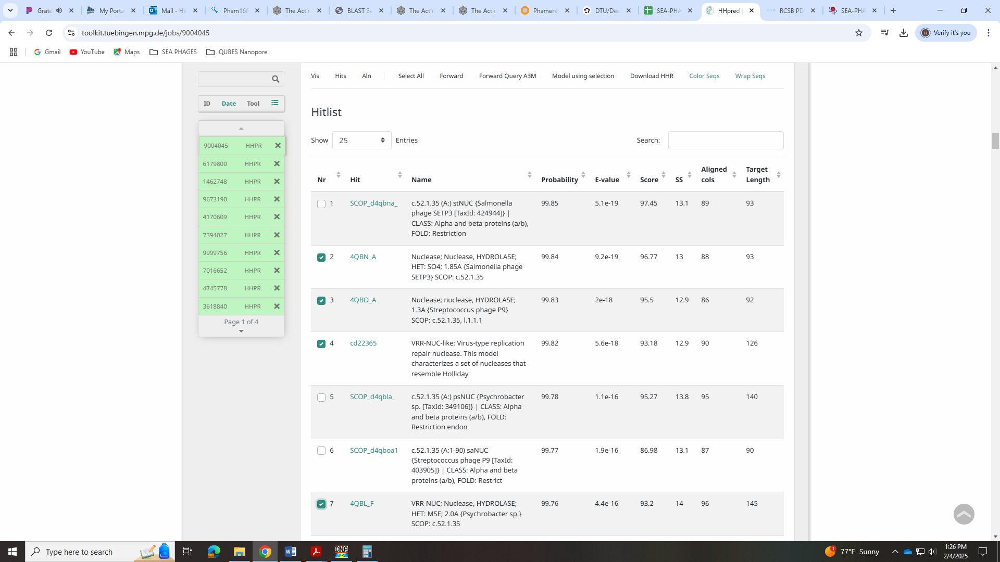 Grate
My Porta
Mail - Ho
Pham166
The Actin
BLAST Se
The Actin
The Actin
Phamerat
DTU/Dee
SEA-PHA
HHpred
RCSB PD
SEA-PHA
toolkit.tuebingen.mpg.de/jobs/9004045
Verify it's you
Gmail
YouTube
Maps
SEA PHAGES
QUBES Nanopore
Vis Hits Aln Select All Forward Forward Query A3M Model using selection Download HHR Color Seqs Wrap Seqs
ID Date Tool
9004045 HHPR
6179800 HHPR
1462748 HHPR
9673190 HHPR
4170609 HHPR
7394027 HHPR
9999756 HHPR
7016652 HHPR
4745778 HHPR
3618840 HHPR
Page 1 of 4
Hitlist
Show 25 Entries Search:
Nr Hit Name Probability E-value Score SS Aligned cols Target Length
1 SCOP_d4qbna_ c.52.1.35 (A:) stNUC {Salmonella 99.85 5.1e-19 97.45 13.1 89 93
phage SETP3 [TaxId: 424944]} |
CLASS: Alpha and beta proteins (a/b),
FOLD: Restriction
2 4QBN_A Nuclease; Nuclease, HYDROLASE; 99.84 9.2e-19 96.77 13 88 93
HET: SO4; 1.85A {Salmonella phage
SETP3} SCOP: c.52.1.35
3 4QBO_A Nuclease; nuclease, HYDROLASE; 99.83 2e-18 95.5 12.9 86 92
1.3A {Streptococcus phage P9}
SCOP: c.52.1.35, l.1.1.1
4 cd22365 VRR-NUC-like; Virus-type replication 99.82 5.6e-18 93.18 12.9 90 126
repair nuclease. This model
characterizes a set of nucleases that
resemble Holliday
5 SCOP_d4qbla_ c.52.1.35 (A:) psNUC {Psychrobacter 99.78 1.1e-16 95.27 13.8 95 140
sp. [TaxId: 349106]} | CLASS: Alpha
and beta proteins (a/b), FOLD:
Restriction endon
6 SCOP_d4qboa1 c.52.1.35 (A:1-90) saNUC 99.77 1.9e-16 86.98 13.1 87 90
{Streptococcus phage P9 [TaxId:
403905]} | CLASS: Alpha and beta
proteins (a/b), FOLD: Restrict
7 4QBL_F VRR-NUC; Nuclease, HYDROLASE; 99.76 4.4e-16 93.2 14 96 145
HET: MSE; 2.0A {Psychrobacter sp.}
SCOP: c.52.1.35
Type here to search
DNA
1
77°F Sunny
1:26 PM
2/4/2025